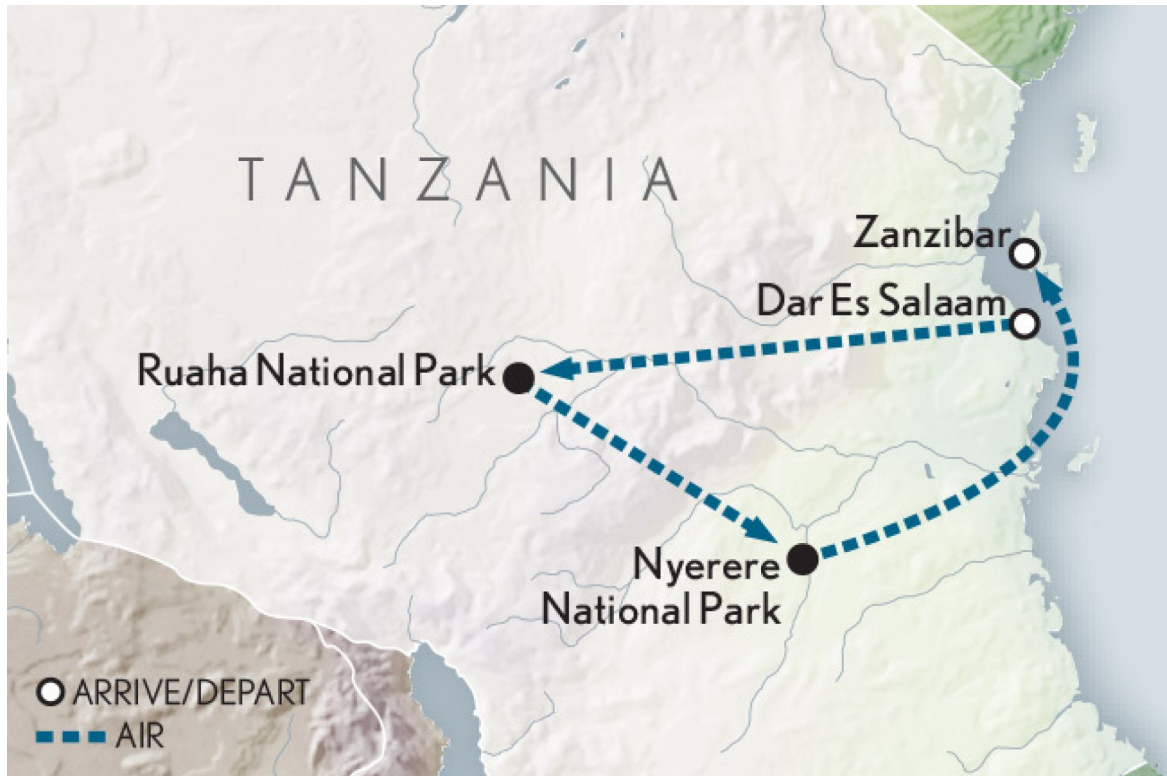 TANZANIA
Zanzibar
Dar Es Salaam
Ruaha National Park
Nyerere
National Park
ARRIVE/DEPART
AIR